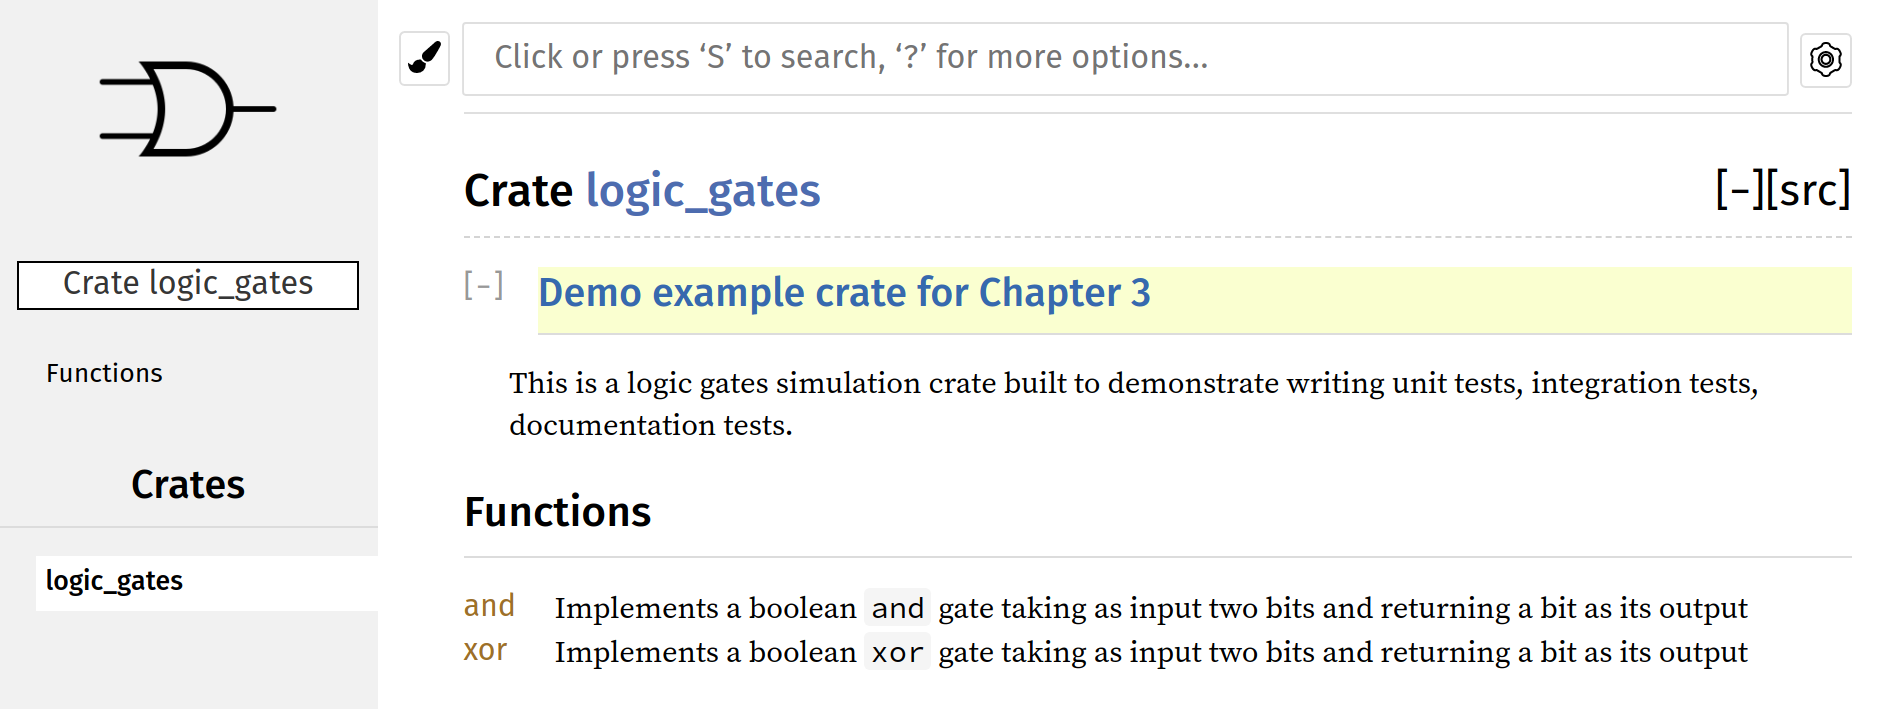 Click or press ‘S’ to search, ‘?’ for more options…
Crate logic_gates
[−][src]
Crate logic_gates
Functions
Crates
logic_gates
[−] Demo example crate for Chapter 3
This is a logic gates simulation crate built to demonstrate writing unit tests, integration tests,
documentation tests.
Functions
and Implements a boolean and gate taking as input two bits and returning a bit as its output
xor Implements a boolean xor gate taking as input two bits and returning a bit as its output